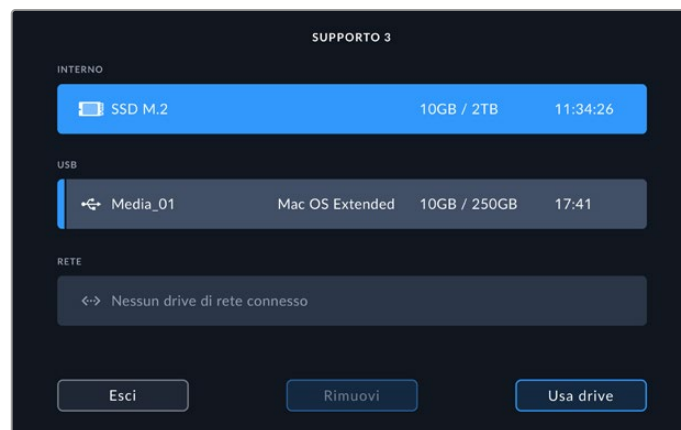 SUPPORTO 3
INTERNO
SSD M.2 10GB / 2TB 11:34:26
USB
Media_01 Mac OS Extended 10GB / 250GB 17:41
RETE
Nessun drive di rete connesso
Esci Rimuovi Usa drive